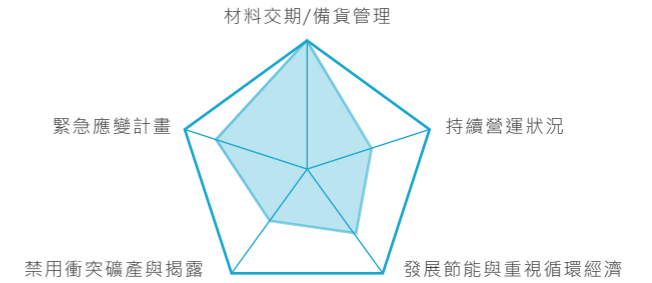 材料交期/備貨管理
緊急應變計畫
持續營運狀況
禁用衝突礦產與揭露
發展節能與重視循環經濟